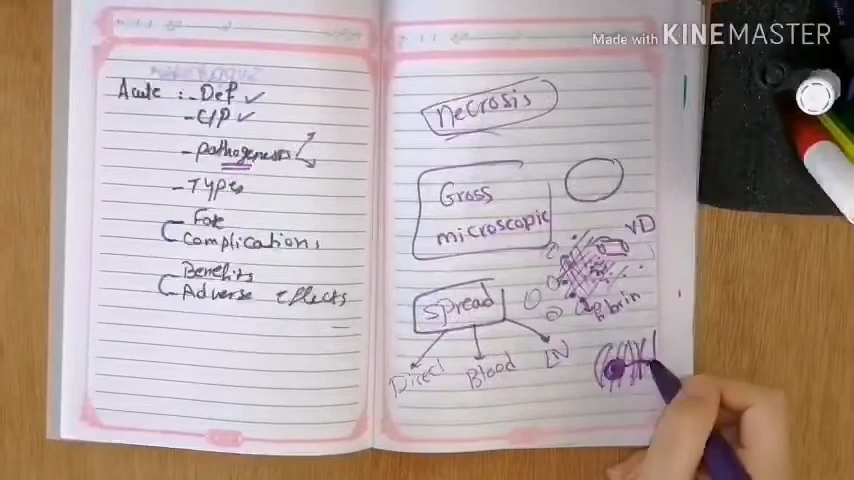 Made with KINEMASTER
Acute : - Def ✓
- C/P ✓
- pathogenesis
- Types
- Fate
Complications
Benefits
Adverse effects
necrosis
Gross
microscopic
VD
fibrin
spread
Direct Blood LN